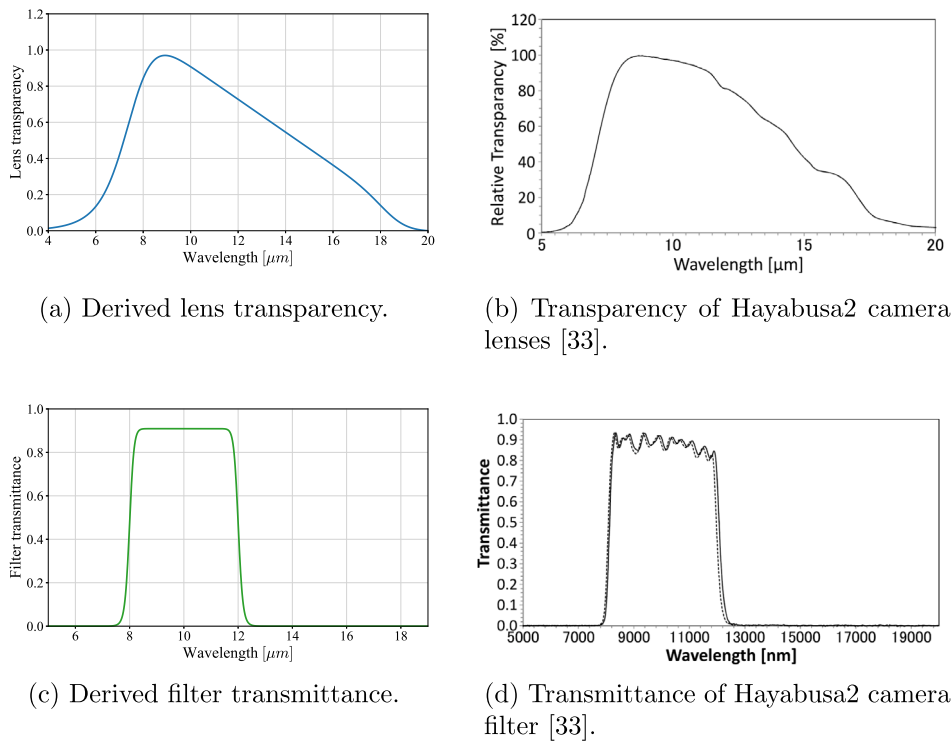 1.2
1.0
0.8
0.6
0.4
0.2
0.0
4 6 8 10 12 14 16 18 20
Lens transparency
Wavelength [μm]
(a) Derived lens transparency.
120
100
80
60
40
20
0
5 10 15 20
Relative Transparancy [%]
Wavelength [μm]
(b) Transparency of Hayabusa2 camera
lenses [33].
1.0
0.8
0.6
0.4
0.2
0.0
6 8 10 12 14 16 18
Filter transmittance
Wavelength [μm]
(c) Derived filter transmittance.
1.0
0.9
0.8
0.7
0.6
0.5
0.4
0.3
0.2
0.1
0.0
5000 7000 9000 11000 13000 15000 17000 19000
Transmittance
Wavelength [nm]
(d) Transmittance of Hayabusa2 camera
filter [33].